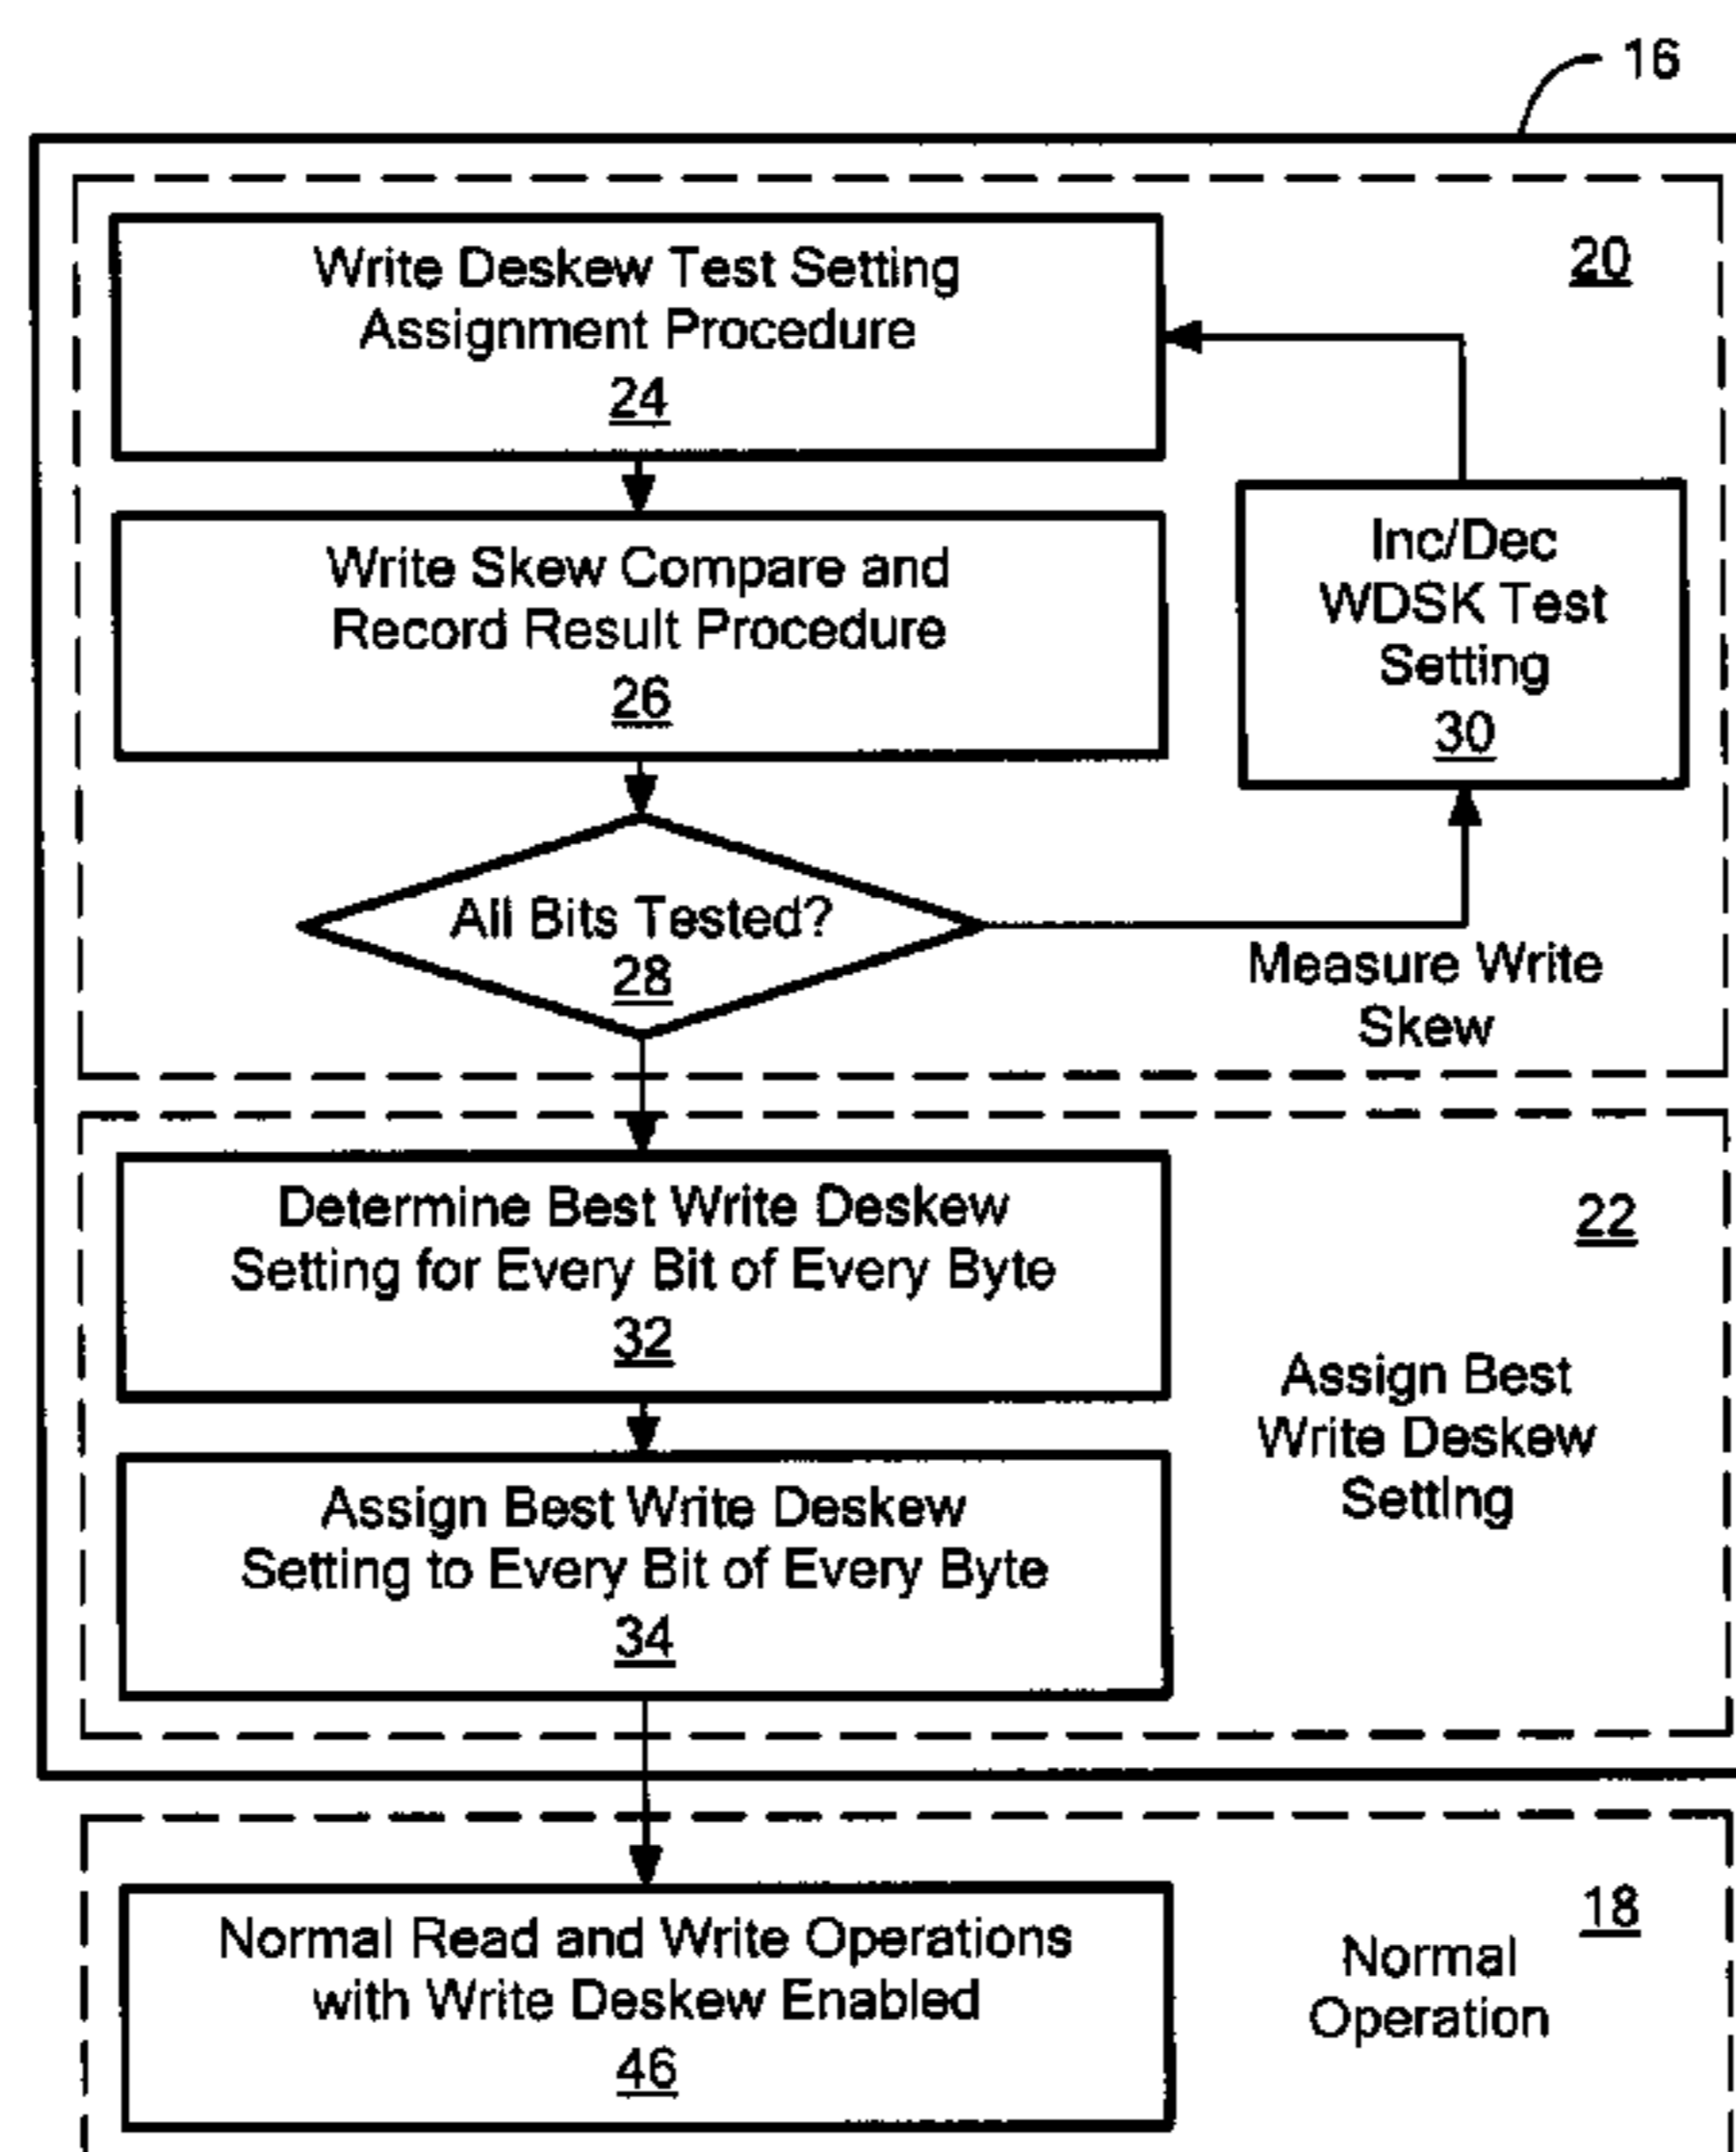 16
20
Write Deskew Test Setting
Assignment Procedure
24
Write Skew Compare and
Record Result Procedure
26
Inc/Dec
WDSK Test
Setting
30
All Bits Tested?
28
Measure Write
Skew
22
Determine Best Write Deskew
Setting for Every Bit of Every Byte
32
Assign Best
Write Deskew
Setting
Assign Best Write Deskew
Setting to Every Bit of Every Byte
34
18
Normal Read and Write Operations
with Write Deskew Enabled
46
Normal
Operation